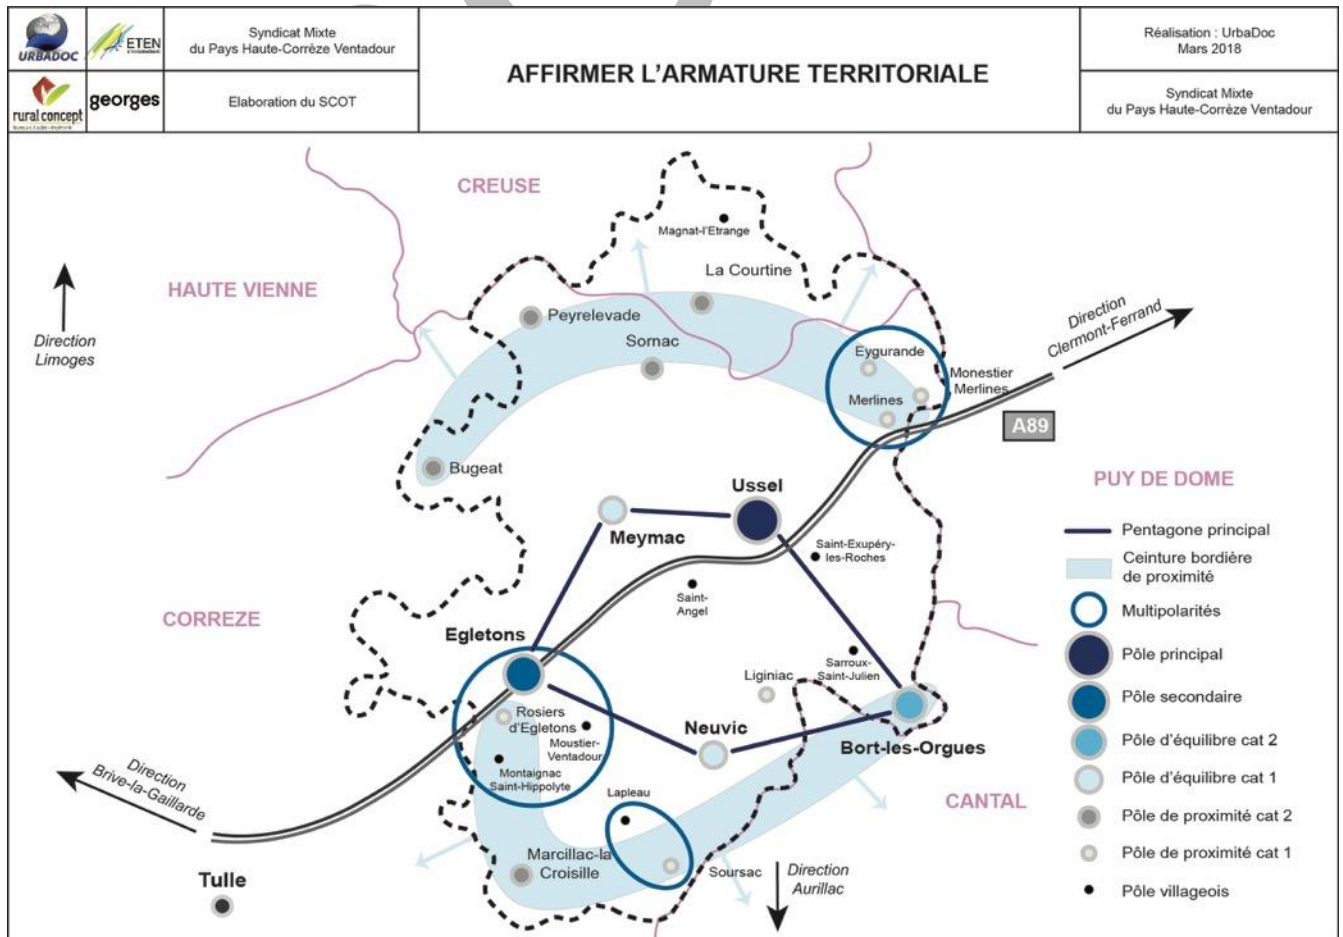 URBADOC
ETEN
Syndicat Mixte
du Pays Haute-Corrèze Ventadour
rural concept
georges
Elaboration du SCOT
AFFIRMER L'ARMATURE TERRITORIALE
Réalisation : UrbaDoc
Mars 2018
Syndicat Mixte
du Pays Haute-Corrèze Ventadour
CREUSE
Magnat-l'Etrange
HAUTE VIENNE
La Courtine
Direction
Limoges
Peyrelevade
Sornac
Direction
Clermont-Ferrand
Eygurande
Monestier
Merlines
Merlines
A89
Bugeat
Ussel
PUY DE DOME
Meymac
Saint-Exupéry-
les-Roches
Saint-
Angel
CORREZE
Egletons
Liginiac
Sarroux-
Saint-Julien
Rosiers
d'Egletons
Moustier-
Ventadour
Neuvic
Bort-les-Orgues
Montaignac
Saint-Hippolyte
Direction
Brive-la-Gaillarde
Lapleau
CANTAL
Marcillac-la
Croisille
Soursac
Direction
Aurillac
Tulle
Pentagone principal
Ceinture bordière
de proximité
Multipolarités
Pôle principal
Pôle secondaire
Pôle d'équilibre cat 2
Pôle d'équilibre cat 1
Pôle de proximité cat 2
Pôle de proximité cat 1
Pôle villageois